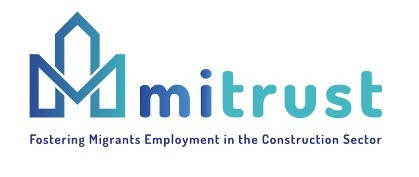 mitrust
Fostering Migrants Employment in the Construction Sector